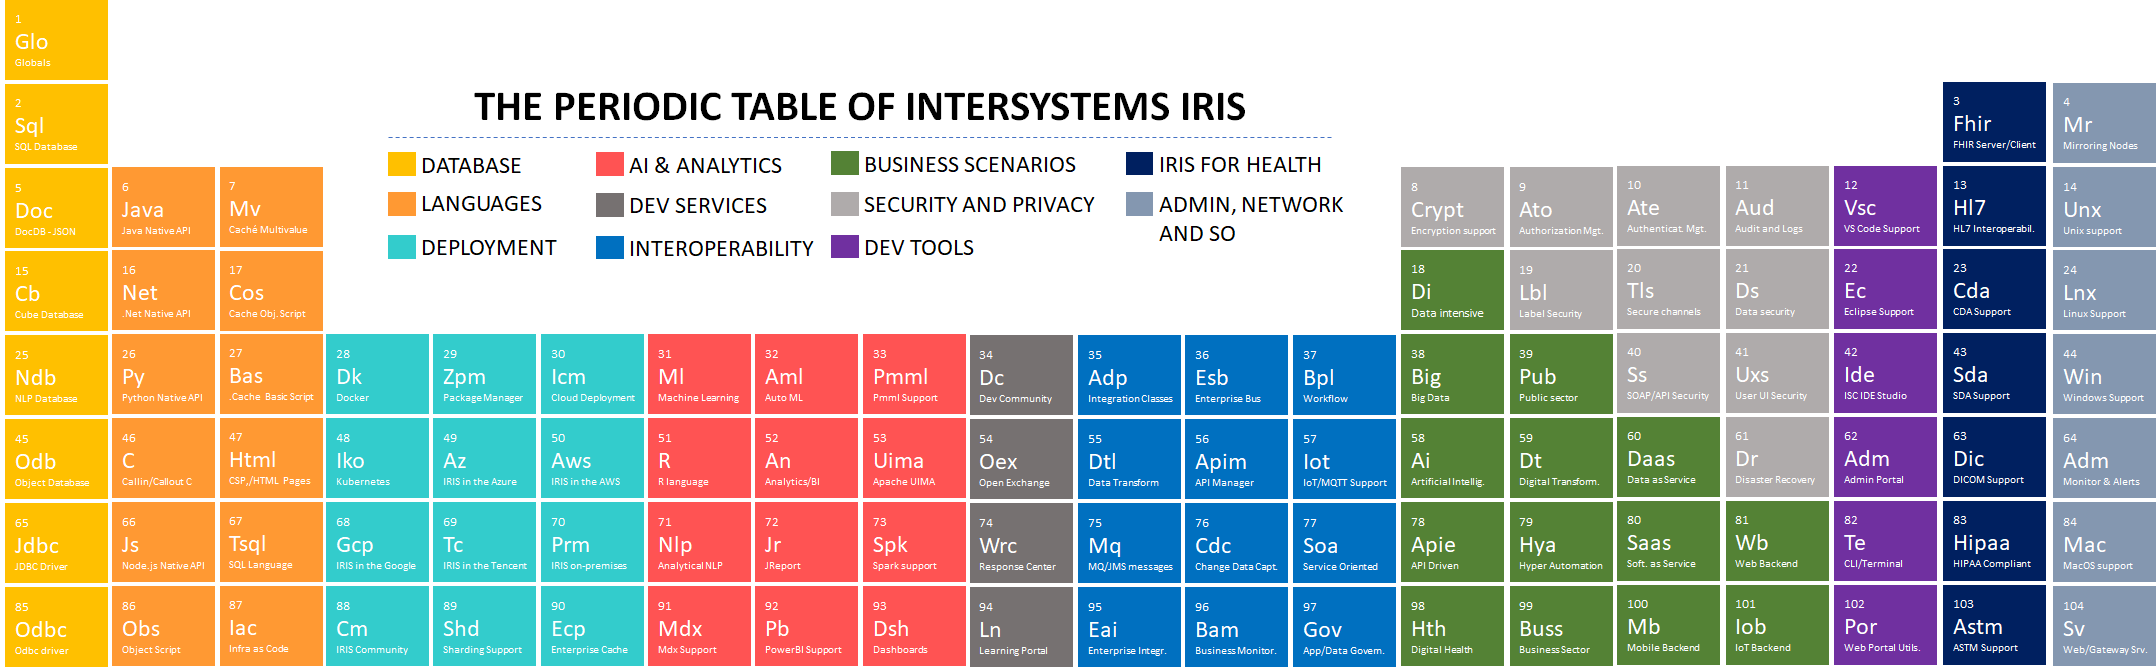 1
Glo
Globals
2
Sql
SQL Database
THE PERIODIC TABLE OF INTERSYSTEMS IRIS
DATABASE
AI & ANALYTICS
BUSINESS SCENARIOS
IRIS FOR HEALTH
LANGUAGES
DEV SERVICES
SECURITY AND PRIVACY
ADMIN, NETWORK
AND SO
DEPLOYMENT
INTEROPERABILITY
DEV TOOLS
3
Fhir
FHIR Server/Client
4
Mr
Mirroring Nodes
5
Doc
DocDB - JSON
6
Java
Java Native API
7
Mv
Caché Multivalue
8
Crypt
Encryption support
9
Ato
Authorization Mgt.
10
Ate
Authenticat. Mgt.
11
Aud
Audit and Logs
12
Vsc
VS Code Support
13
Hl7
HL7 Interoperabil.
14
Unx
Unix support
15
Cb
Cube Database
16
Net
.Net Native API
17
Cos
Cache Obj. Script
18
Di
Data intensive
19
Lbl
Label Security
20
Tls
Secure channels
21
Ds
Data security
22
Ec
Eclipse Support
23
Cda
CDA Support
24
Lnx
Linux Support
25
Ndb
NLP Database
26
Py
Python Native API
27
Bas
.Cache Basic Script
28
Dk
Docker
29
Zpm
Package Manager
30
Icm
Cloud Deployment
31
Ml
Machine Learning
32
Aml
Auto ML
33
Pmml
Pmml Support
34
Dc
Dev Community
35
Adp
Integration Classes
36
Esb
Enterprise Bus
37
Bpl
Workflow
38
Big
Big Data
39
Pub
Public sector
40
Ss
SOAP/API Security
41
Uxs
User UI Security
42
Ide
ISC IDE Studio
43
Sda
SDA Support
44
Win
Windows Support
45
Odb
Object Database
46
C
Callin/Callout C
47
Html
CSP,/HTML Pages
48
Iko
Kubernetes
49
Az
IRIS in the Azure
50
Aws
IRIS in the AWS
51
R
R language
52
An
Analytics/BI
53
Uima
Apache UIMA
54
Oex
Open Exchange
55
Dtl
Data Transform
56
Apim
API Manager
57
Iot
IoT/MQTT Support
58
Ai
Artificial Intellig.
59
Dt
Digital Transform.
60
Daas
Data as Service
61
Dr
Disaster Recovery
62
Adm
Admin Portal
63
Dic
DICOM Support
64
Adm
Monitor & Alerts
65
Jdbc
JDBC Driver
66
Js
Node.js Native API
67
Tsql
SQL Language
68
Gcp
IRIS in the Google
69
Tc
IRIS in the Tencent
70
Prm
IRIS on-premises
71
Nlp
Analytical NLP
72
Jr
JReport
73
Spk
Spark support
74
Wrc
Response Center
75
Mq
MQ/JMS messages
76
Cdc
Change Data Capt.
77
Soa
Service Oriented
78
Apie
API Driven
79
Hya
Hyper Automation
80
Saas
Soft. as Service
81
Wb
Web Backend
82
Te
CLI/Terminal
83
Hipaa
HIPAA Compliant
84
Mac
MacOS support
85
Odbc
Odbc driver
86
Obs
Object Script
87
Iac
Infra as Code
88
Cm
IRIS Community
89
Shd
Sharding Support
90
Ecp
Enterprise Cache
91
Mdx
Mdx Support
92
Pb
PowerBI Support
93
Dsh
Dashboards
94
Ln
Learning Portal
95
Eai
Enterprise Integr.
96
Bam
Business Monitor.
97
Gov
App/Data Govern.
98
Hth
Digital Health
99
Buss
Business Sector
100
Mb
Mobile Backend
101
Iob
IoT Backend
102
Por
Web Portal Utils.
103
Astm
ASTM Support
104
Sv
Web/Gateway Srv.